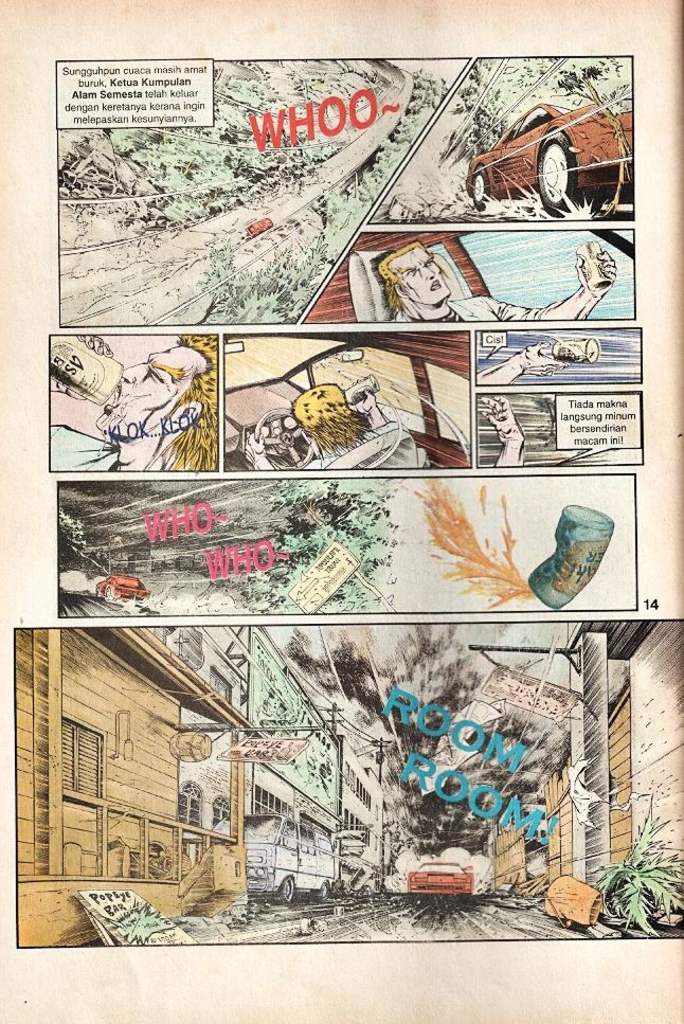 Sungguhpun cuaca masih amat
buruk, Ketua Kumpulan
Alam Semesta telah keluar
dengan keretanya kerana ingin
melepaskan kesunyiannya.
WHOO~
KLOK...KLOK
Cis!
Tiada makna
langsung minum
bersendirian
macam ini!
WHO~
WHO~
14
ROOM
ROOM!
POPEYE
BAR